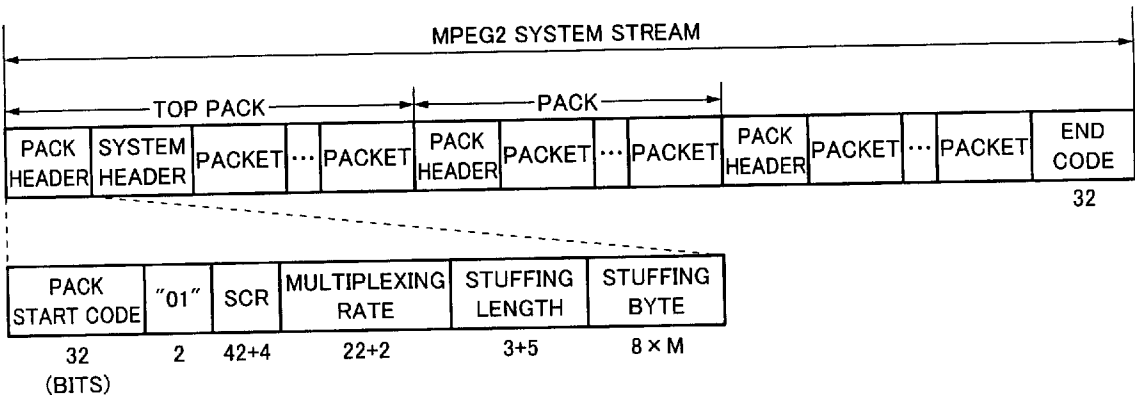 MPEG2 SYSTEM STREAM
TOP PACK
PACK
PACK HEADER
SYSTEM HEADER
PACKET
...
PACKET
PACK HEADER
PACKET
...
PACKET
PACK HEADER
PACKET
...
PACKET
END CODE
32
PACK START CODE
"01"
SCR
MULTIPLEXING RATE
STUFFING LENGTH
STUFFING BYTE
32
(BITS)
2
42+4
22+2
3+5
8 × M